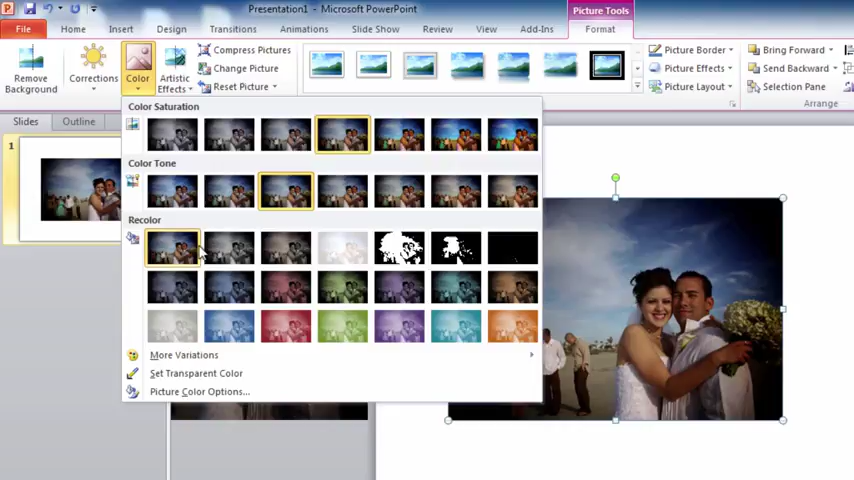 Presentation1 - Microsoft PowerPoint
Picture Tools
File
Home
Insert
Design
Transitions
Animations
Slide Show
Review
View
Add-Ins
Format
Remove
Background
Corrections
Color
Artistic
Effects
Compress Pictures
Change Picture
Reset Picture
Picture Border
Picture Effects
Picture Layout
Bring Forward
Send Backward
Selection Pane
Arrange
Slides
Outline
1
Color Saturation
Color Tone
Recolor
More Variations
Set Transparent Color
Picture Color Options...